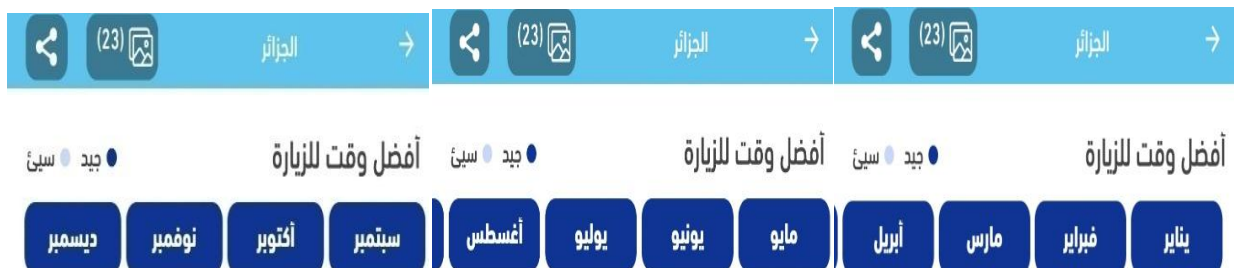 الجزائر (23)
أفضل وقت للزيارة جيد سيئ
يناير فبراير مارس أبريل
الجزائر (23)
أفضل وقت للزيارة جيد سيئ
مايو يونيو يوليو أغسطس
الجزائر (23)
أفضل وقت للزيارة جيد سيئ
سبتمبر أكتوبر نوفمبر ديسمبر